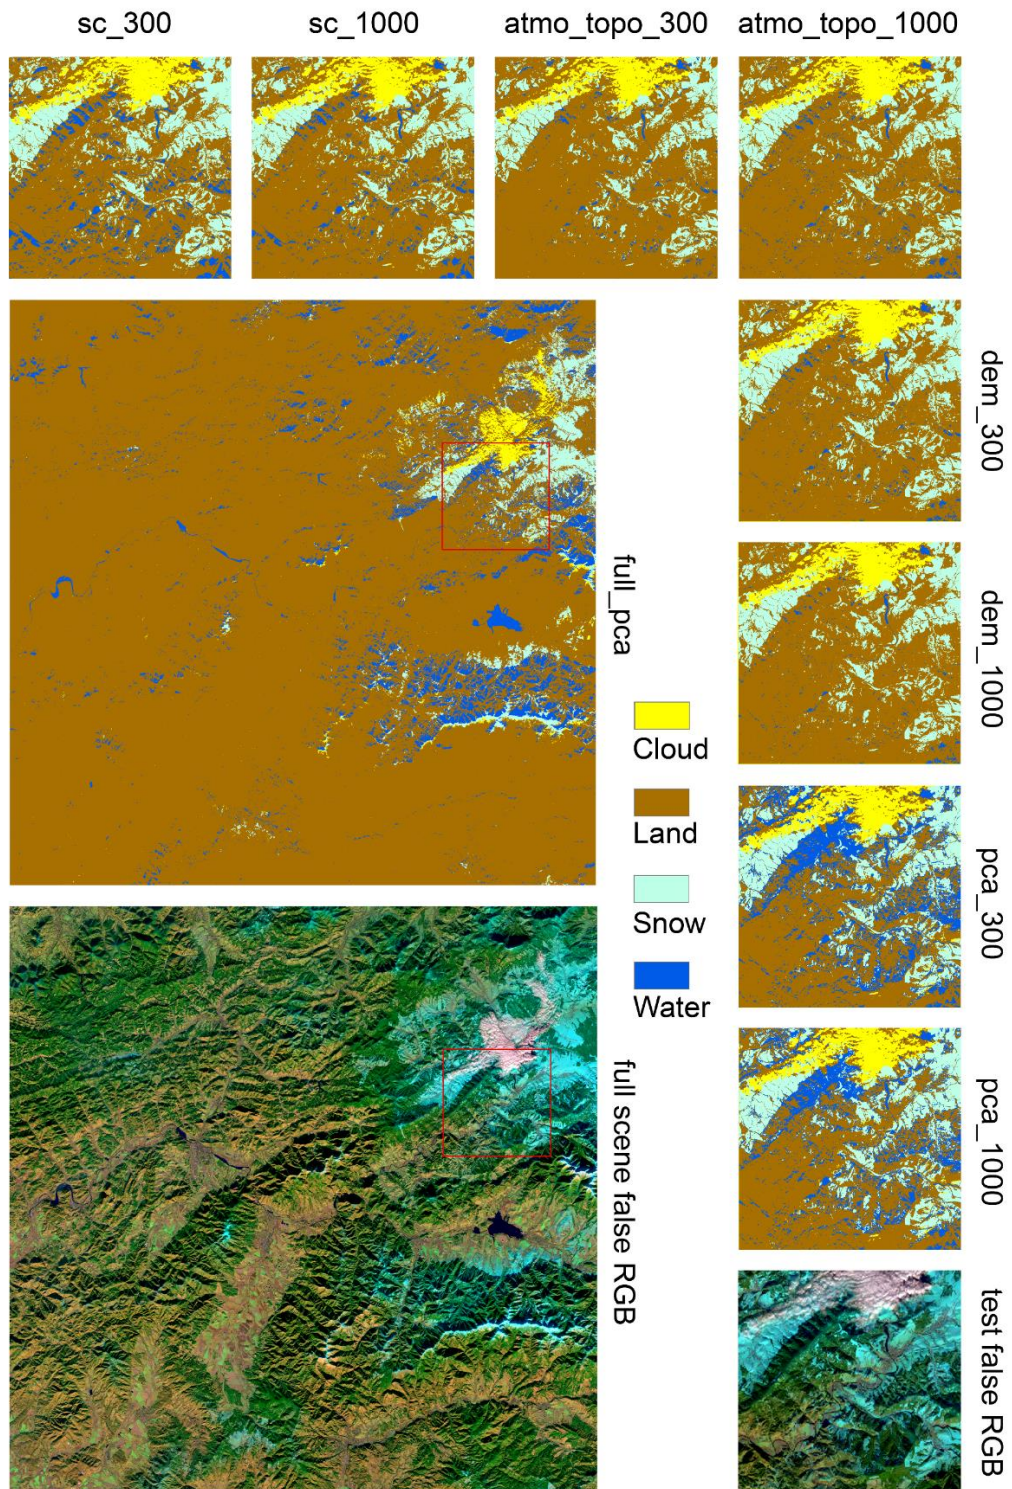 sc_300
sc_1000
atmo_topo_300
atmo_topo_1000
dem_300
dem_1000
pca_300
pca_1000
test false RGB
full_pca
Cloud
Land
Snow
Water
full scene false RGB